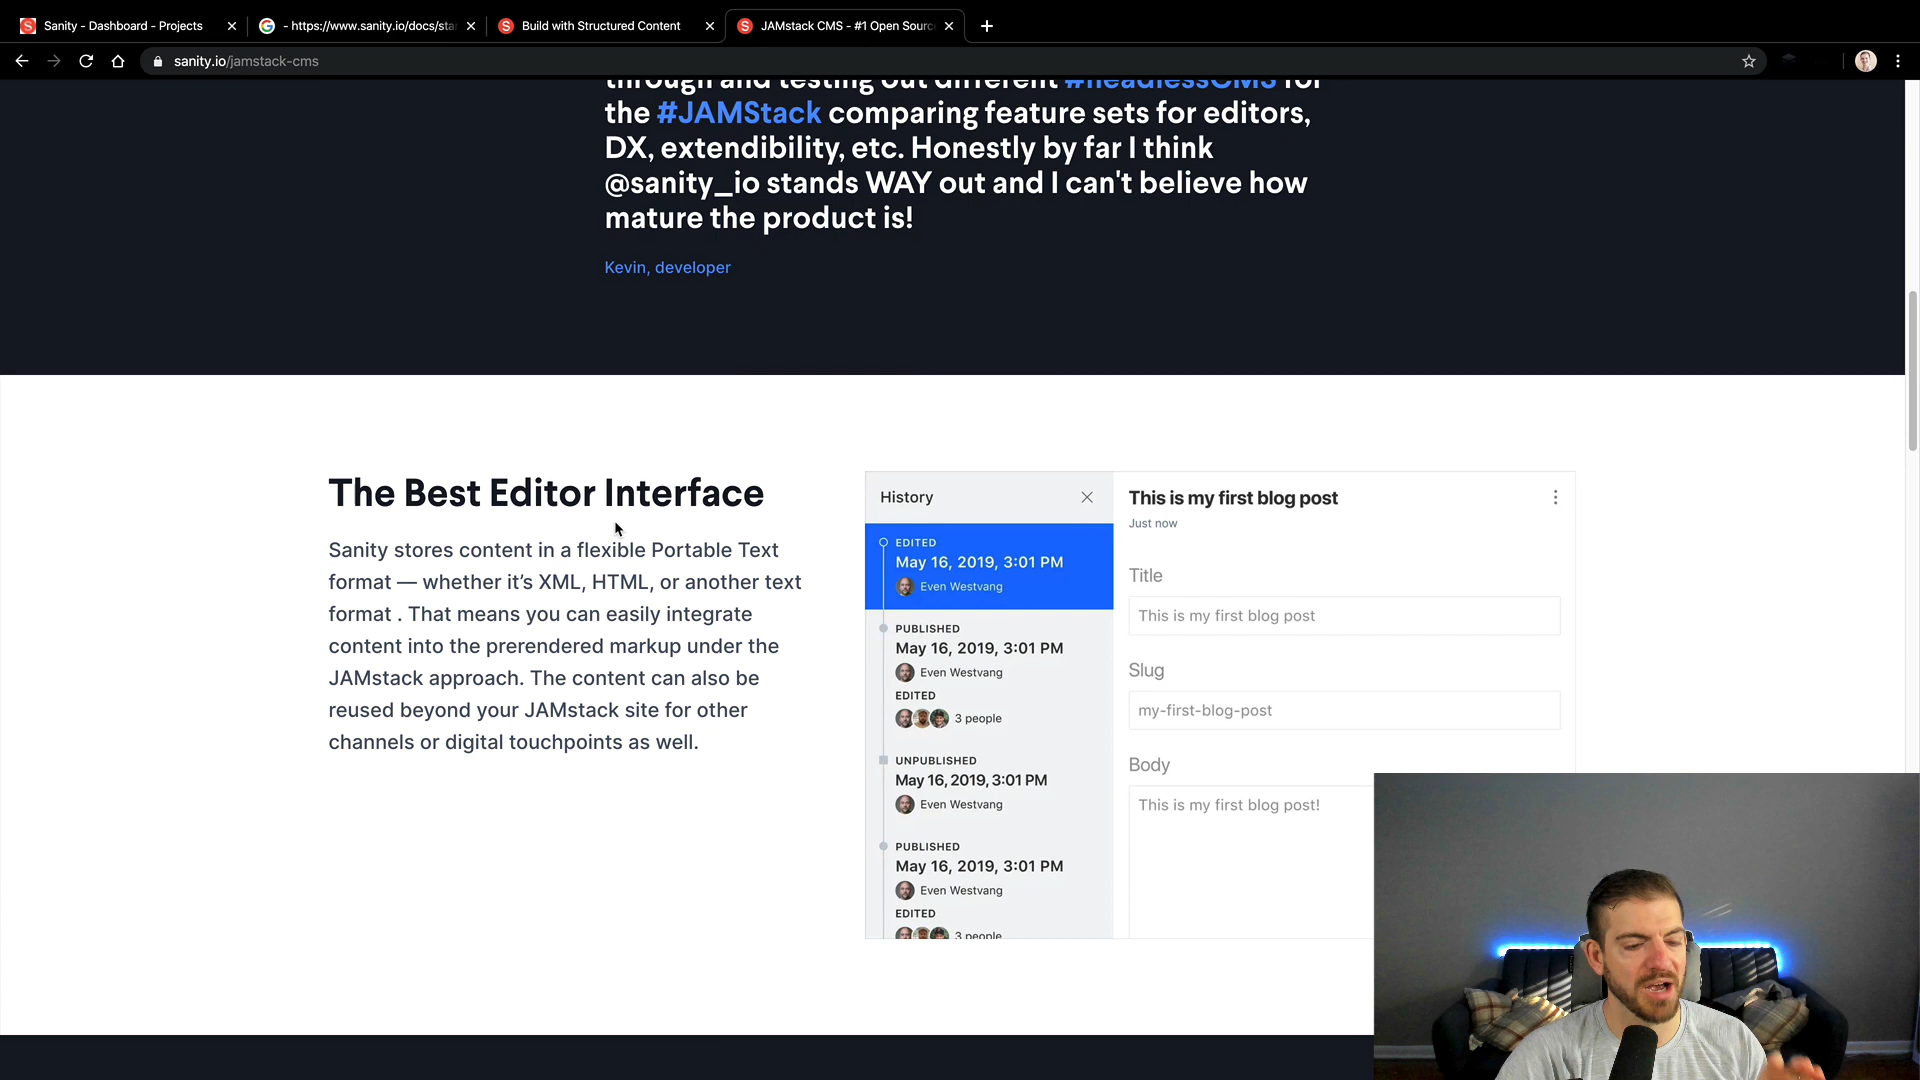 Sanity - Dashboard - Projects
- https://www.sanity.io/docs/sta
Build with Structured Content
JAMstack CMS - #1 Open Sourc
sanity.io/jamstack-cms
through and testing out different #headlessCMS for
the #JAMStack comparing feature sets for editors,
DX, extendibility, etc. Honestly by far I think
@sanity_io stands WAY out and I can't believe how
mature the product is!
Kevin, developer
The Best Editor Interface
Sanity stores content in a flexible Portable Text
format — whether it's XML, HTML, or another text
format . That means you can easily integrate
content into the prerendered markup under the
JAMstack approach. The content can also be
reused beyond your JAMstack site for other
channels or digital touchpoints as well.
History
EDITED
May 16, 2019, 3:01 PM
Even Westvang
PUBLISHED
May 16, 2019, 3:01 PM
Even Westvang
EDITED
3 people
UNPUBLISHED
May 16, 2019, 3:01 PM
Even Westvang
PUBLISHED
May 16, 2019, 3:01 PM
Even Westvang
EDITED
3 people
This is my first blog post
Just now
Title
This is my first blog post
Slug
my-first-blog-post
Body
This is my first blog post!